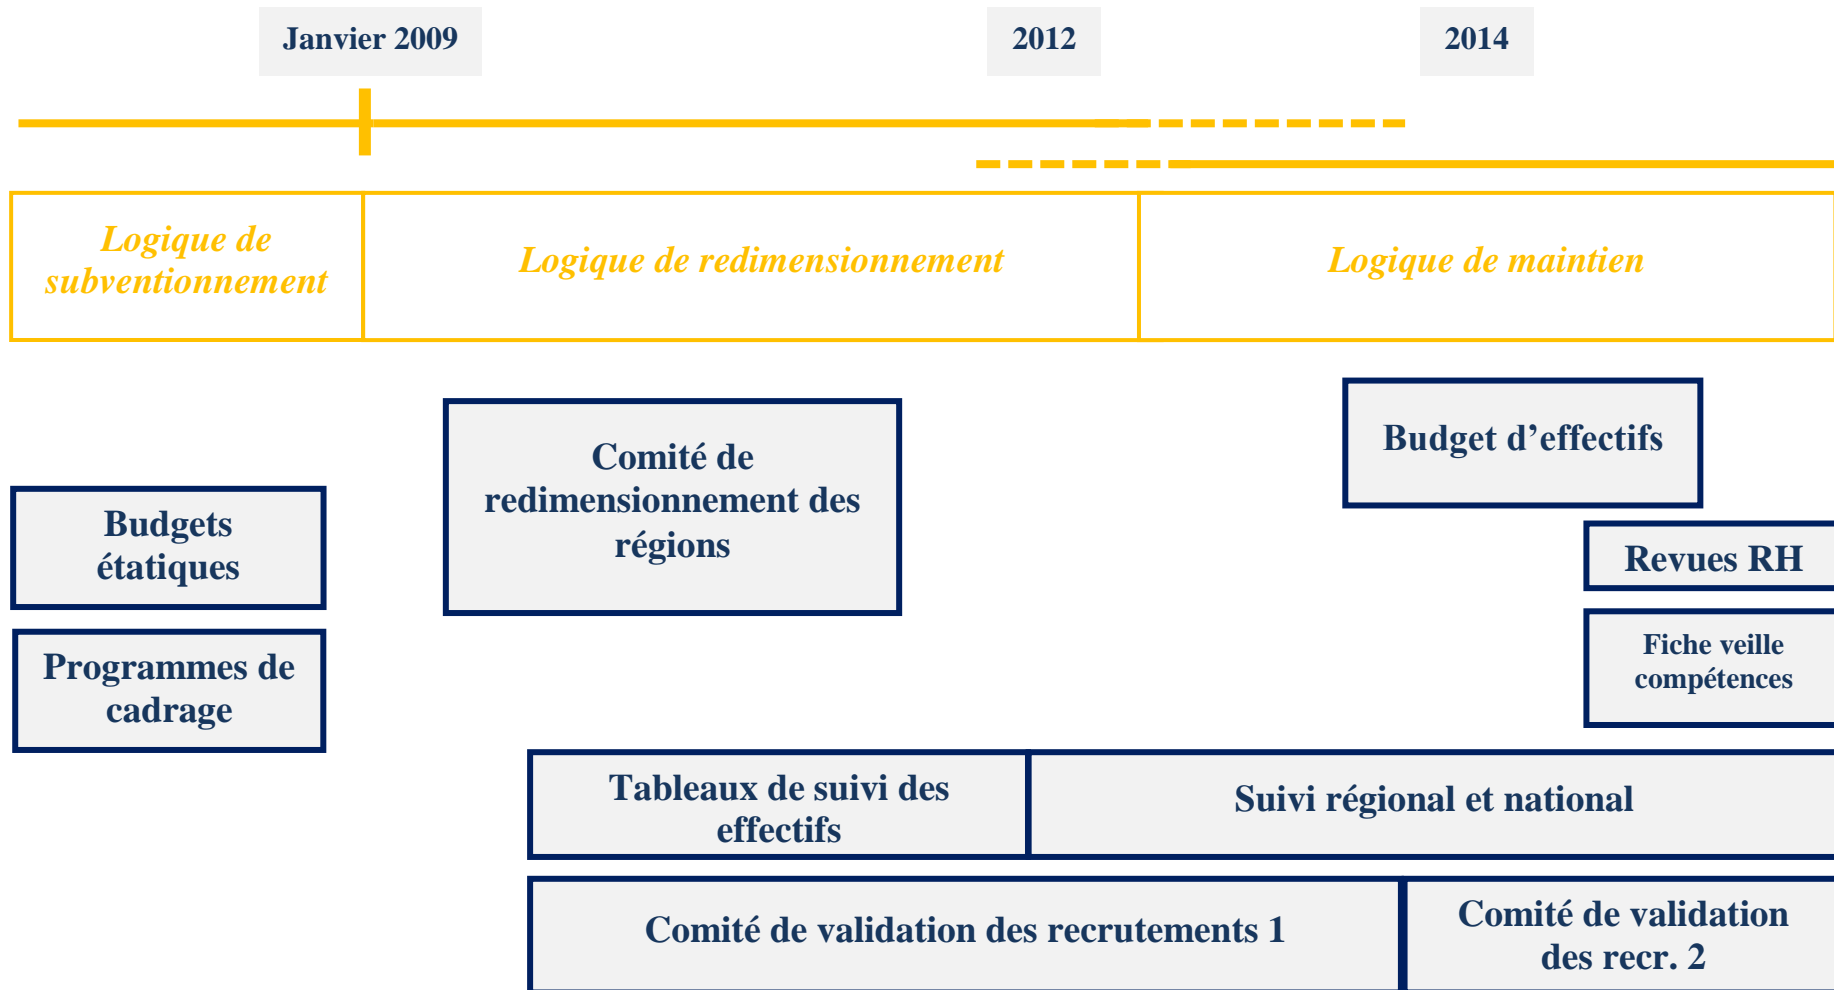 Janvier 2009
2012
2014
Logique de
subventionnement
Logique de redimensionnement
Logique de maintien
Budgets
étatiques
Programmes de
cadrage
Comité de
redimensionnement des
régions
Budget d’effectifs
Revues RH
Fiche veille
compétences
Tableaux de suivi des
effectifs
Suivi régional et national
Comité de validation des recrutements 1
Comité de validation
des recr. 2